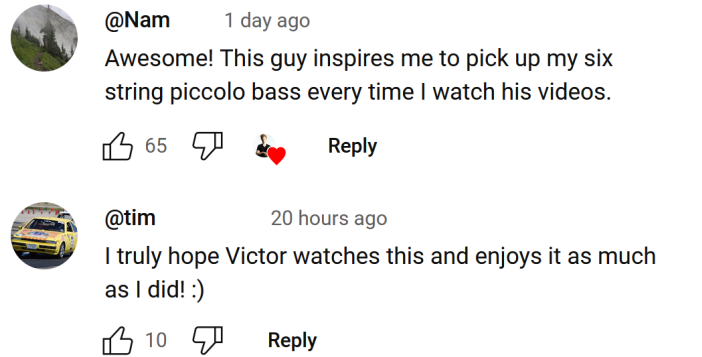 @Nam 1 day ago
Awesome! This guy inspires me to pick up my six
string piccolo bass every time I watch his videos.
65 Reply
@tim 20 hours ago
I truly hope Victor watches this and enjoys it as much
as I did! :)
10 Reply